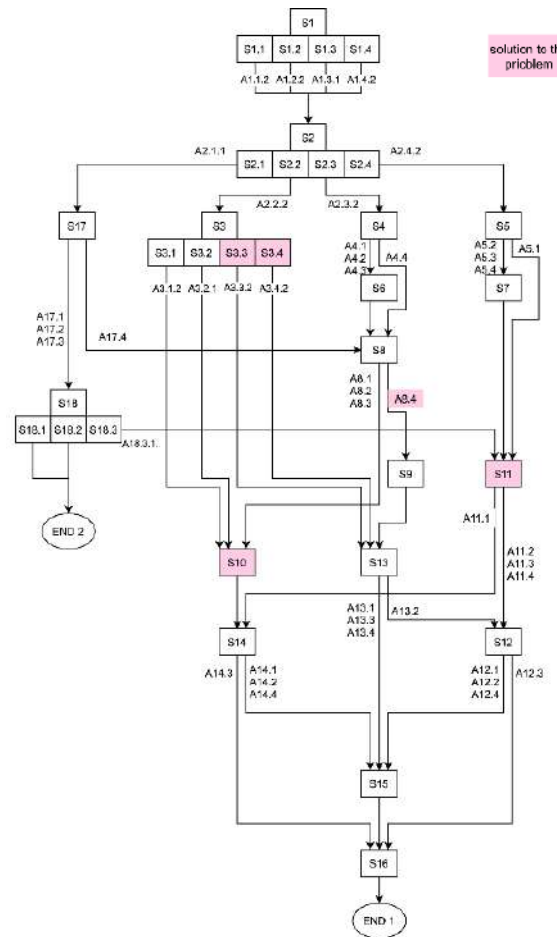 S1
S1.1 S1.2 S1.3 S1.4
A1.1.2 A1.2.2 A1.3.1 A1.4.2
solution to th
pricblem
S2
S2.1 S2.2 S2.3 S2.4
A2.1.1
A2.4.2
A2.2.2
A2.3.2
S17
S3
S4
S5
S3.1 S3.2 S3.3 S3.4
A3.1.2 A3.2.1 A3.3.2 A3.4.2
A4.1
A4.2
A4.3
A4.4
A5.2
A5.3
A5.4
A5.1
S6
S7
A17.1
A17.2
A17.3
A17.4
S8
A8.1
A8.2
A8.3
A8.4
S18
S18.1 S18.2 S18.3
A18.3.1.
S9
S11
END 2
A11.1
A11.2
A11.3
A11.4
S10
S13
A13.1
A13.3
A13.4
A13.2
S14
S12
A14.3
A14.1
A14.2
A14.4
A12.1
A12.2
A12.4
A12.3
S15
S16
END 1